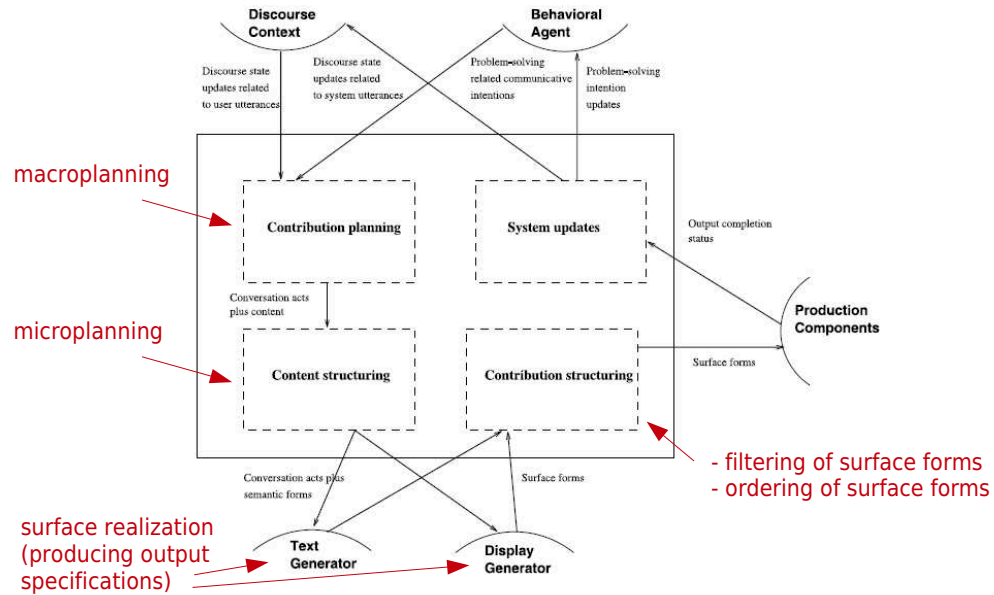 Discourse
Context
Behavioral
Agent
Discourse state
updates related
to user utterances
Discourse state
updates related
to system utterances
Problem-solving
related communicative
intentions
Problem-solving
intention
updates
macroplanning
Contribution planning
System updates
Output completion
status
Conversation acts
plus content
Production
Components
microplanning
Content structuring
Contribution structuring
Surface forms
- filtering of surface forms
- ordering of surface forms
Conversation acts plus
semantic forms
Surface forms
surface realization
(producing output
specifications)
Text
Generator
Display
Generator